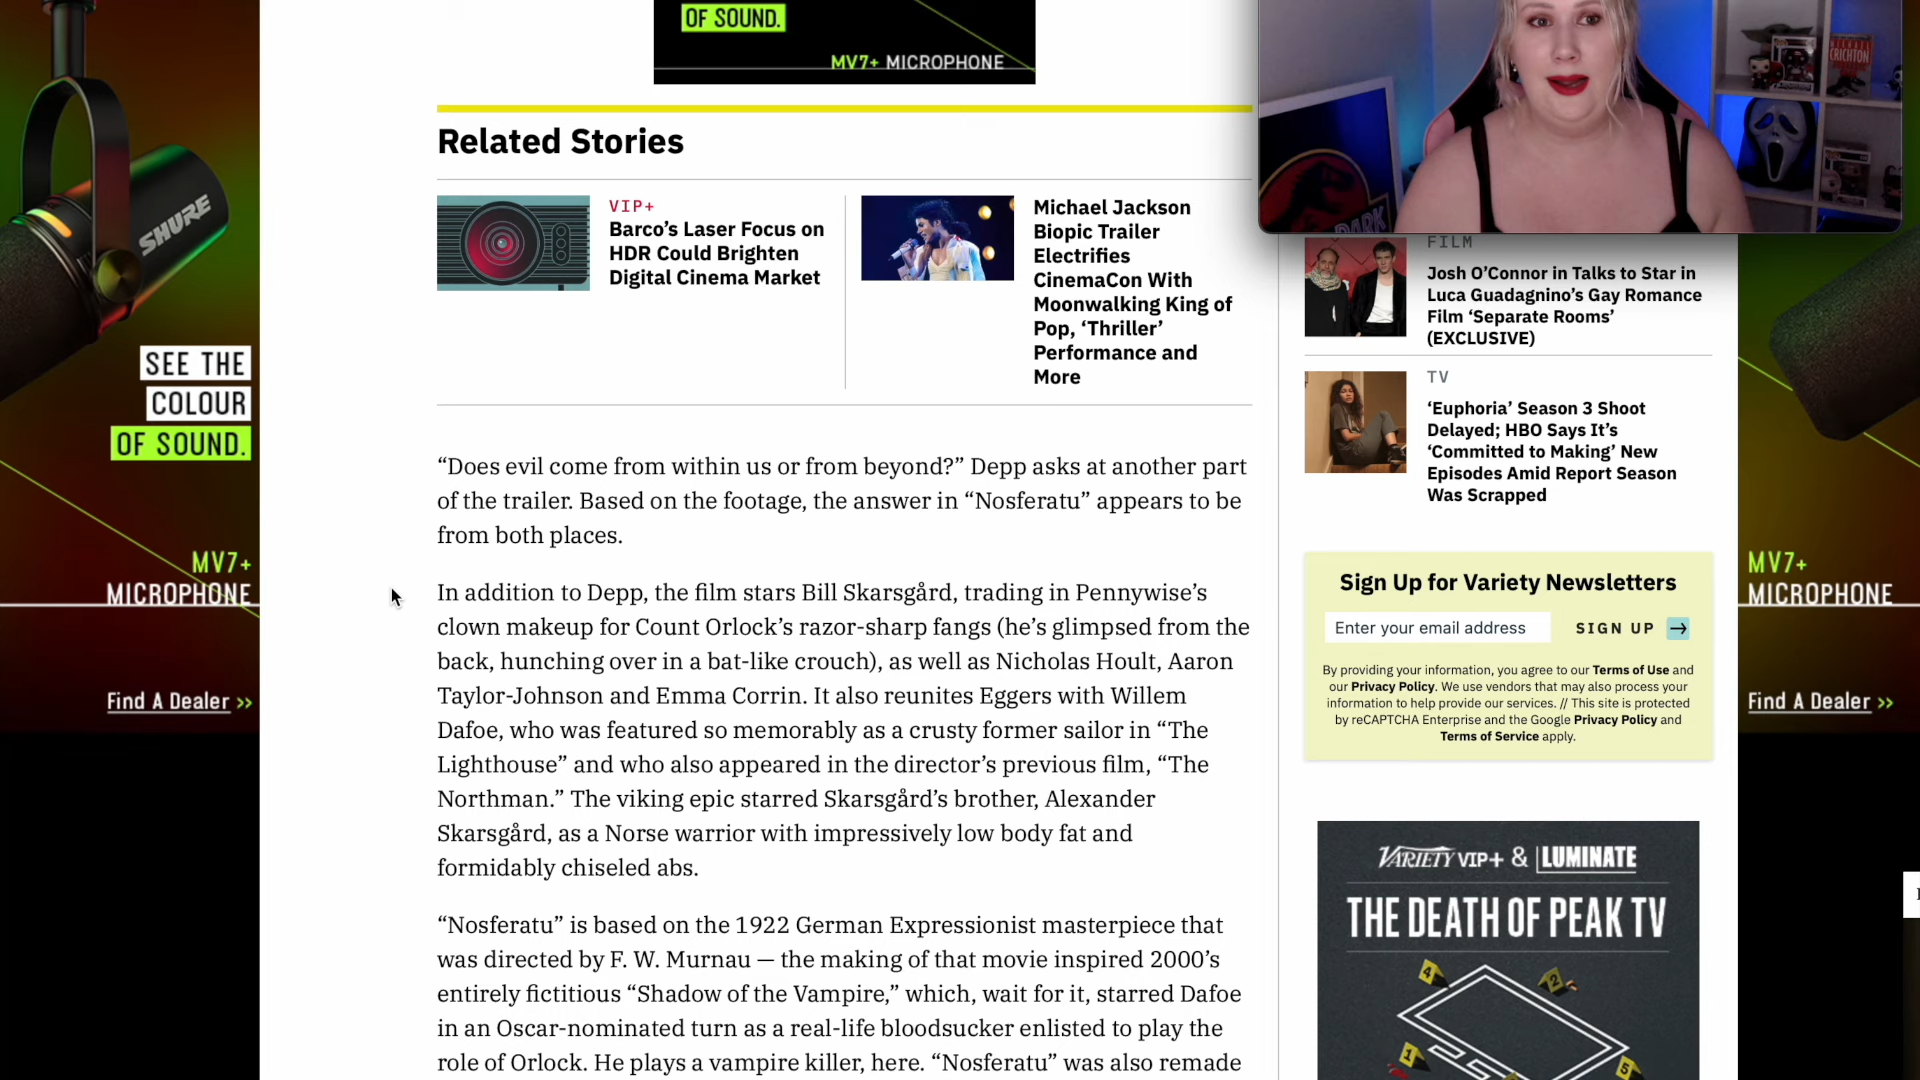 OF SOUND.
MV7+ MICROPHONE
Related Stories
VIP+
Barco’s Laser Focus on
HDR Could Brighten
Digital Cinema Market
Michael Jackson
Biopic Trailer
Electrifies
CinemaCon With
Moonwalking King of
Pop, ‘Thriller’
Performance and
More
“Does evil come from within us or from beyond?” Depp asks at another part
of the trailer. Based on the footage, the answer in “Nosferatu” appears to be
from both places.
In addition to Depp, the film stars Bill Skarsgård, trading in Pennywise’s
clown makeup for Count Orlock’s razor-sharp fangs (he’s glimpsed from the
back, hunching over in a bat-like crouch), as well as Nicholas Hoult, Aaron
Taylor-Johnson and Emma Corrin. It also reunites Eggers with Willem
Dafoe, who was featured so memorably as a crusty former sailor in “The
Lighthouse” and who also appeared in the director’s previous film, “The
Northman.” The viking epic starred Skarsgård’s brother, Alexander
Skarsgård, as a Norse warrior with impressively low body fat and
formidably chiseled abs.
“Nosferatu” is based on the 1922 German Expressionist masterpiece that
was directed by F. W. Murnau — the making of that movie inspired 2000’s
entirely fictitious “Shadow of the Vampire,” which, wait for it, starred Dafoe
in an Oscar-nominated turn as a real-life bloodsucker enlisted to play the
role of Orlock. He plays a vampire killer, here. “Nosferatu” was also remade
SHURE
SEE THE
COLOUR
OF SOUND.
MV7+
MICROPHONE
Find A Dealer >>
CRICHTON
PARK
FILM
Josh O’Connor in Talks to Star in
Luca Guadagnino’s Gay Romance
Film ‘Separate Rooms’
(EXCLUSIVE)
TV
‘Euphoria’ Season 3 Shoot
Delayed; HBO Says It’s
‘Committed to Making’ New
Episodes Amid Report Season
Was Scrapped
Sign Up for Variety Newsletters
Enter your email address SIGN UP →
By providing your information, you agree to our Terms of Use and
our Privacy Policy. We use vendors that may also process your
information to help provide our services. // This site is protected
by reCAPTCHA Enterprise and the Google Privacy Policy and
Terms of Service apply.
VARIETY VIP+ & LUMINATE
THE DEATH OF PEAK TV
4
2
1
5
MV7+
MICROPHONE
Find A Dealer >>